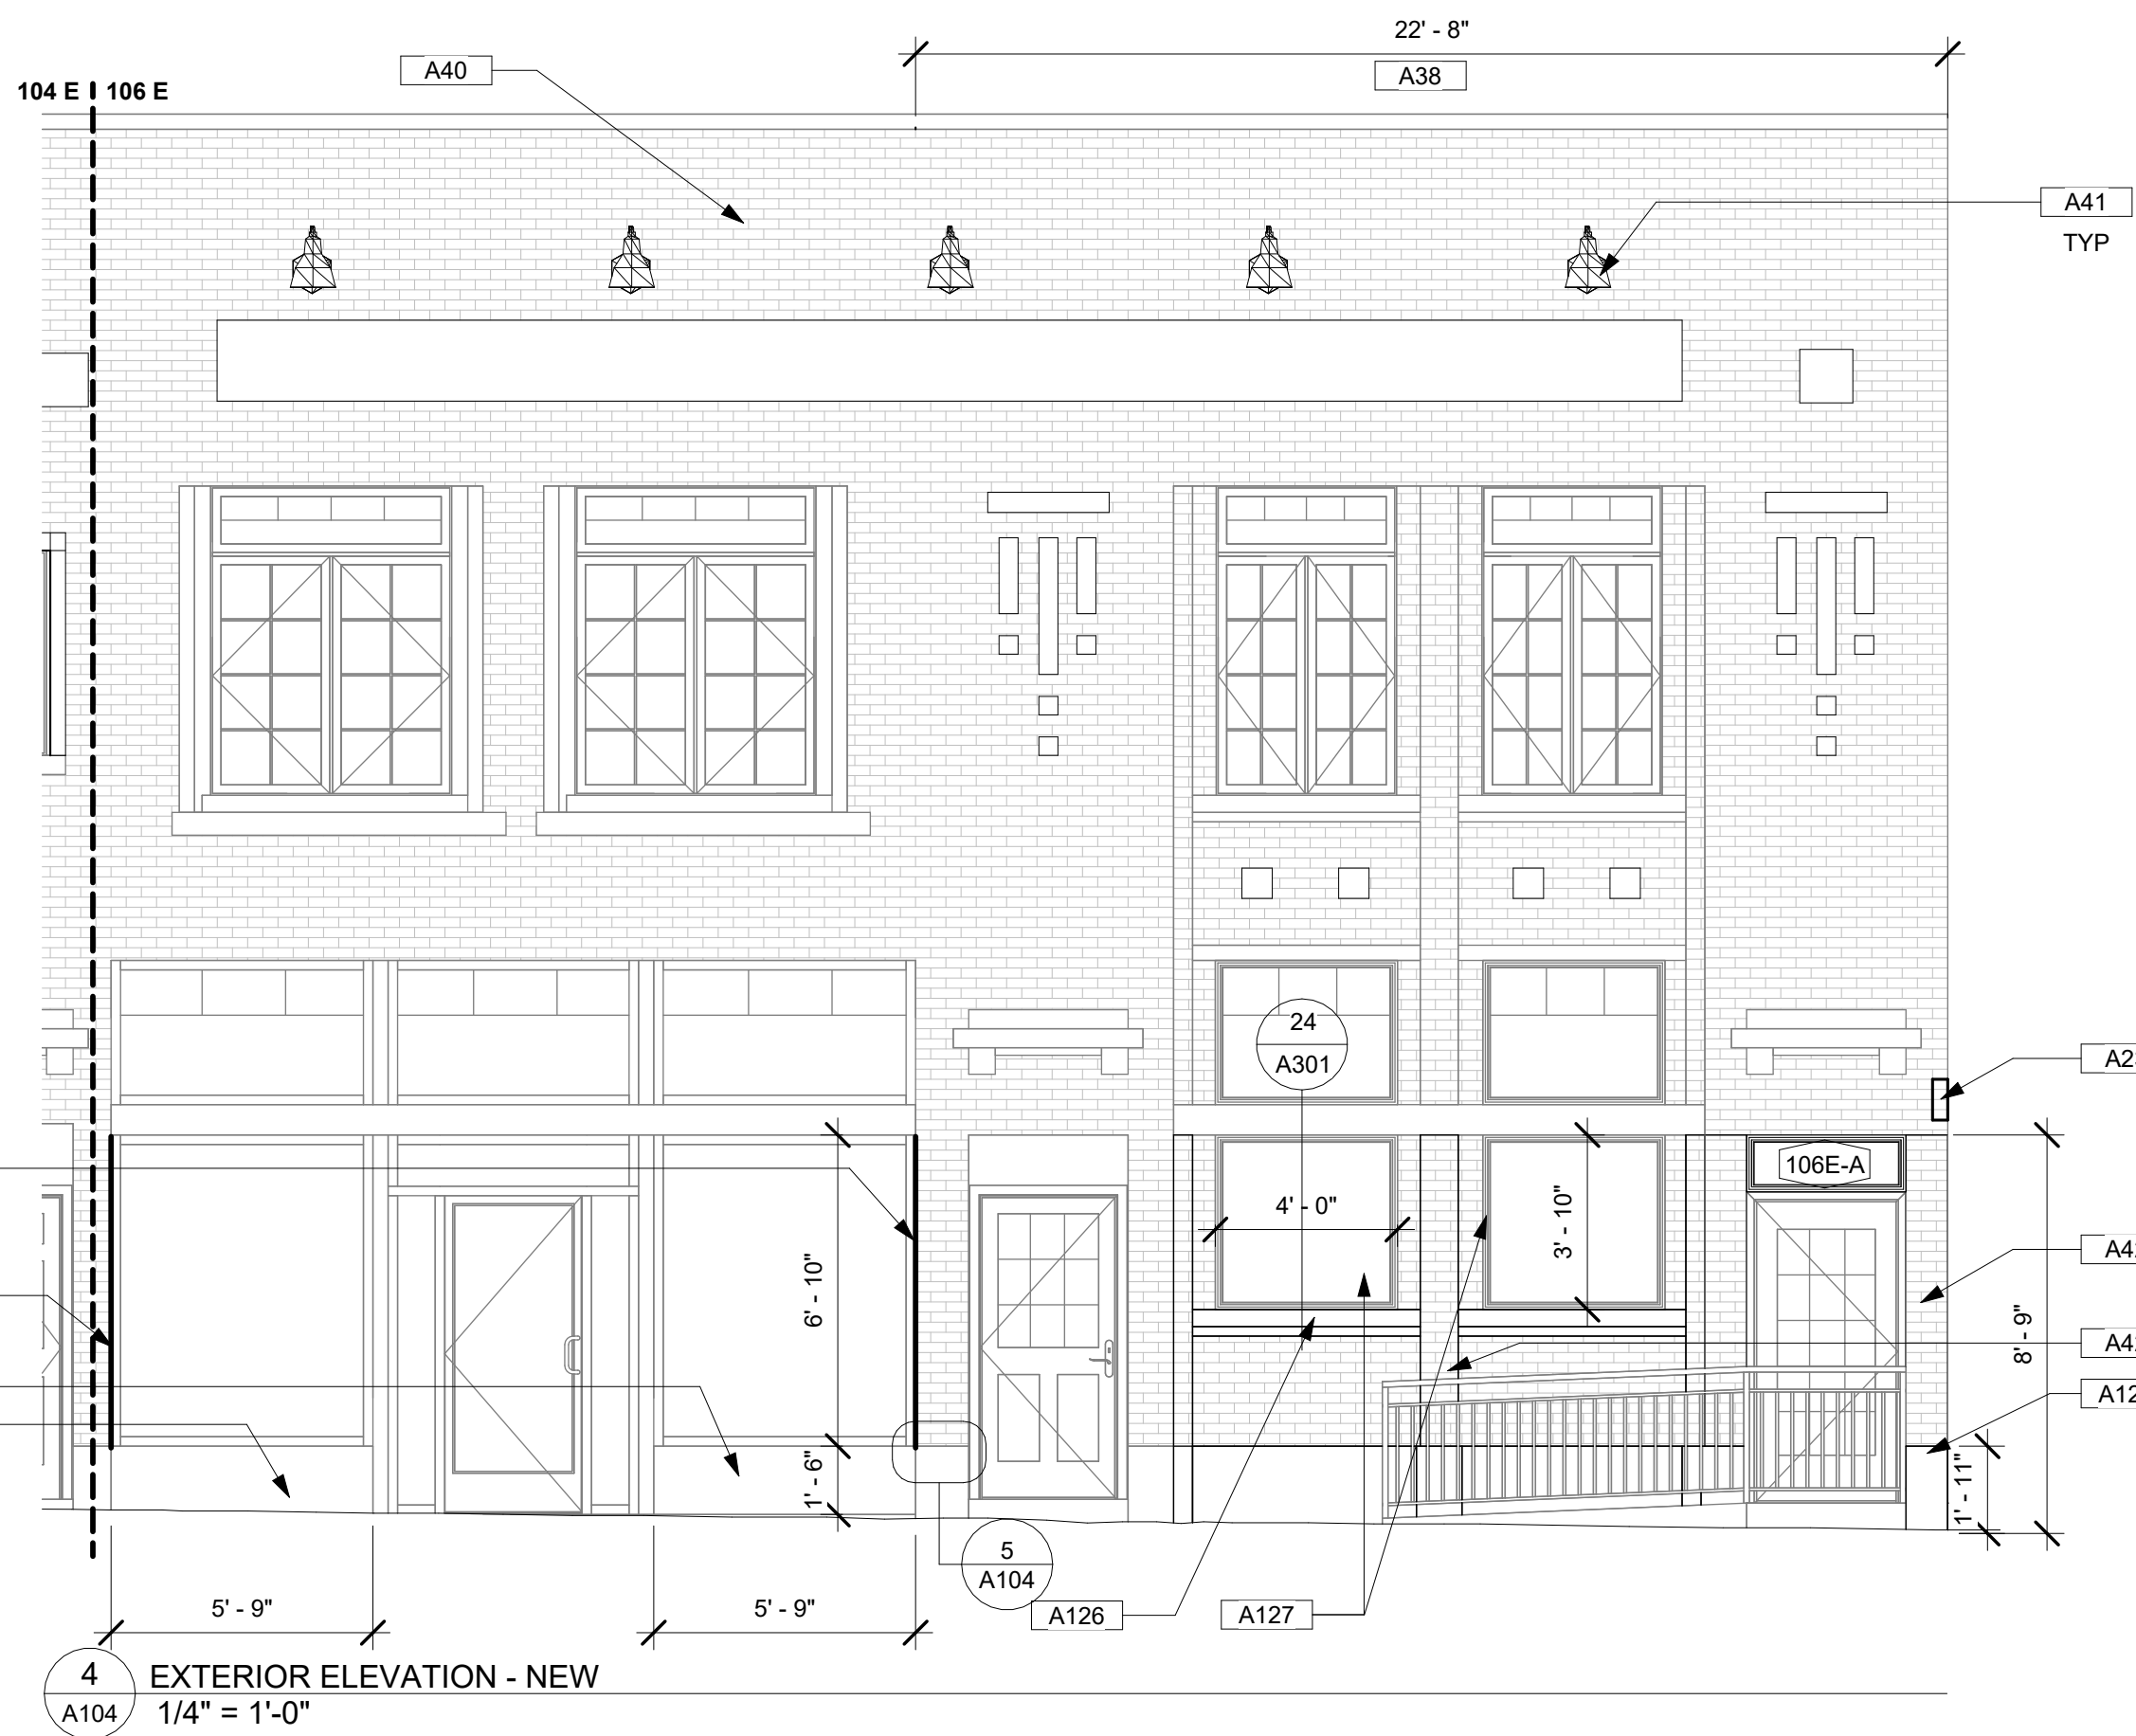 22' - 8"
A40
A38
104 E
106 E
A41
TYP
24
A301
106E-A
4' - 0"
3' - 10"
6' - 10"
8' - 9"
1' - 6"
1' - 11"
5
A104
5' - 9"
5' - 9"
A126
A127
4
A104
EXTERIOR ELEVATION - NEW
1/4" = 1'-0"